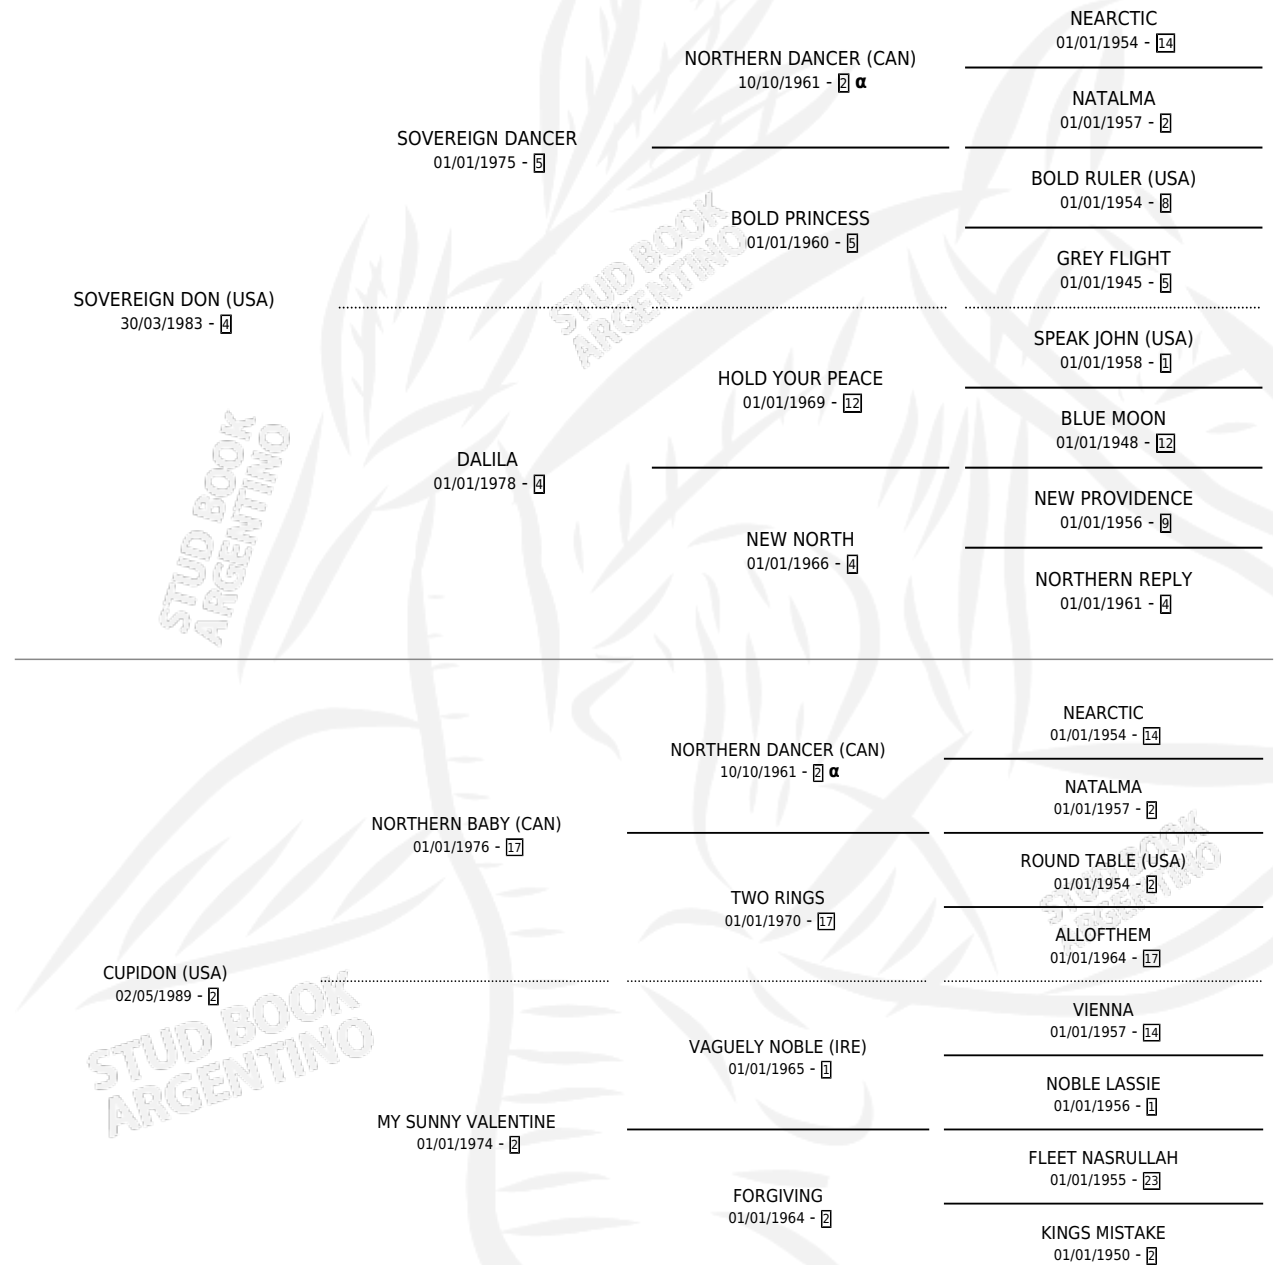 SOVEREIGN DON (USA)
30/03/1983 - 4
SOVEREIGN DANCER
01/01/1975 - 5
NORTHERN DANCER (CAN)
10/10/1961 - 2 α
NEARCTIC
01/01/1954 - 14
NATALMA
01/01/1957 - 2
BOLD PRINCESS
01/01/1960 - 5
BOLD RULER (USA)
01/01/1954 - 8
GREY FLIGHT
01/01/1945 - 5
DALILA
01/01/1978 - 4
HOLD YOUR PEACE
01/01/1969 - 12
SPEAK JOHN (USA)
01/01/1958 - 1
BLUE MOON
01/01/1948 - 12
NEW NORTH
01/01/1966 - 4
NEW PROVIDENCE
01/01/1956 - 9
NORTHERN REPLY
01/01/1961 - 4
CUPIDON (USA)
02/05/1989 - 2
NORTHERN BABY (CAN)
01/01/1976 - 17
NORTHERN DANCER (CAN)
10/10/1961 - 2 α
NEARCTIC
01/01/1954 - 14
NATALMA
01/01/1957 - 2
TWO RINGS
01/01/1970 - 17
ROUND TABLE (USA)
01/01/1954 - 2
ALLOFTHEM
01/01/1964 - 17
MY SUNNY VALENTINE
01/01/1974 - 2
VAGUELY NOBLE (IRE)
01/01/1965 - 1
VIENNA
01/01/1957 - 14
NOBLE LASSIE
01/01/1956 - 1
FORGIVING
01/01/1964 - 2
FLEET NASRULLAH
01/01/1955 - 23
KINGS MISTAKE
01/01/1950 - 2
STUD BOOK
ARGENTINO
STUD BOOK
ARGENTINO
STUD BOOK
ARGENTINO
STUD BOOK
ARGENTINO